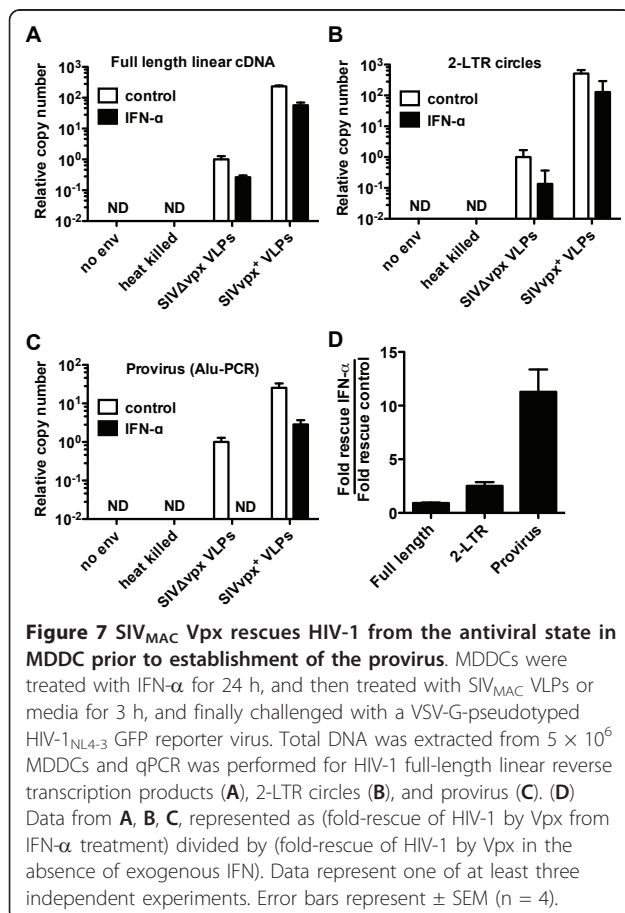 A
Full length linear cDNA
Relative copy number
10³
10²
10¹
10⁰
10⁻¹
10⁻²
control
IFN-α
ND
ND
no env
heat killed
SIVΔvpx VLPs
SIVvpx⁺ VLPs
B
2-LTR circles
Relative copy number
10³
10²
10¹
10⁰
10⁻¹
10⁻²
control
IFN-α
ND
ND
no env
heat killed
SIVΔvpx VLPs
SIVvpx⁺ VLPs
C
Provirus (Alu-PCR)
Relative copy number
10²
10¹
10⁰
10⁻¹
10⁻²
control
IFN-α
ND
ND
ND
no env
heat killed
SIVΔvpx VLPs
SIVvpx⁺ VLPs
D
Fold rescue IFN-α
Fold rescue control
15
10
5
0
Full length
2-LTR
Provirus
Figure 7 SIVMAC Vpx rescues HIV-1 from the antiviral state in
MDDC prior to establishment of the provirus. MDDCs were
treated with IFN-α for 24 h, and then treated with SIVMAC VLPs or
media for 3 h, and finally challenged with a VSV-G-pseudotyped
HIV-1NL4-3 GFP reporter virus. Total DNA was extracted from 5 × 10⁶
MDDCs and qPCR was performed for HIV-1 full-length linear reverse
transcription products (A), 2-LTR circles (B), and provirus (C). (D)
Data from A, B, C, represented as (fold-rescue of HIV-1 by Vpx from
IFN-α treatment) divided by (fold-rescue of HIV-1 by Vpx in the
absence of exogenous IFN). Data represent one of at least three
independent experiments. Error bars represent ± SEM (n = 4).